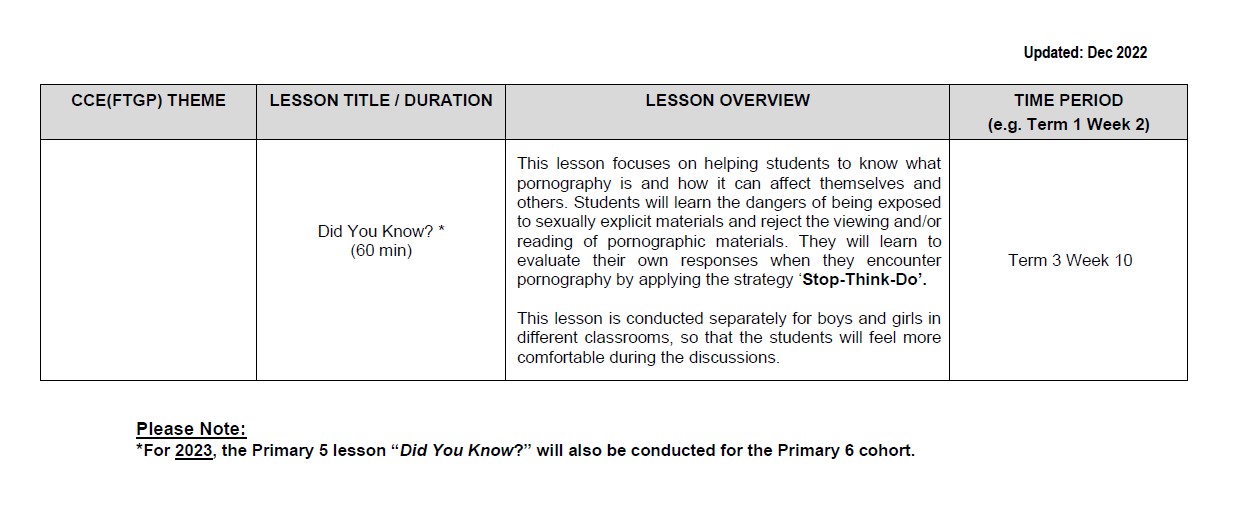 Updated: Dec 2022
CCE(FTGP) THEME
LESSON TITLE / DURATION
LESSON OVERVIEW
TIME PERIOD
(e.g. Term 1 Week 2)
Did You Know? *
(60 min)
This lesson focuses on helping students to know what
pornography is and how it can affect themselves and
others. Students will learn the dangers of being exposed
to sexually explicit materials and reject the viewing and/or
reading of pornographic materials. They will learn to
evaluate their own responses when they encounter
pornography by applying the strategy ‘Stop-Think-Do’.
This lesson is conducted separately for boys and girls in
different classrooms, so that the students will feel more
comfortable during the discussions.
Term 3 Week 10
Please Note:
*For 2023, the Primary 5 lesson “Did You Know?” will also be conducted for the Primary 6 cohort.